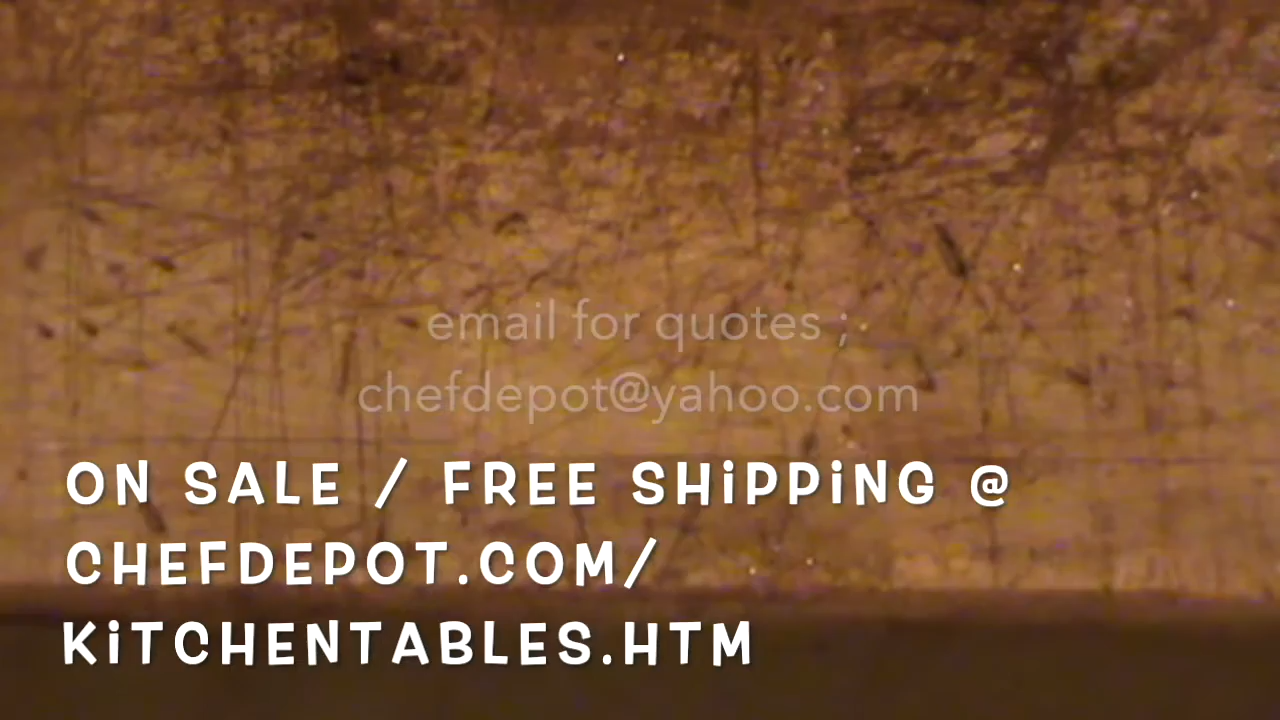 email for quotes ;
chefdepot@yahoo.com
ON SALE / FREE SHiPPiNG @
CHEFDEPOT.COM/
KiTCHENTABLES.HTM